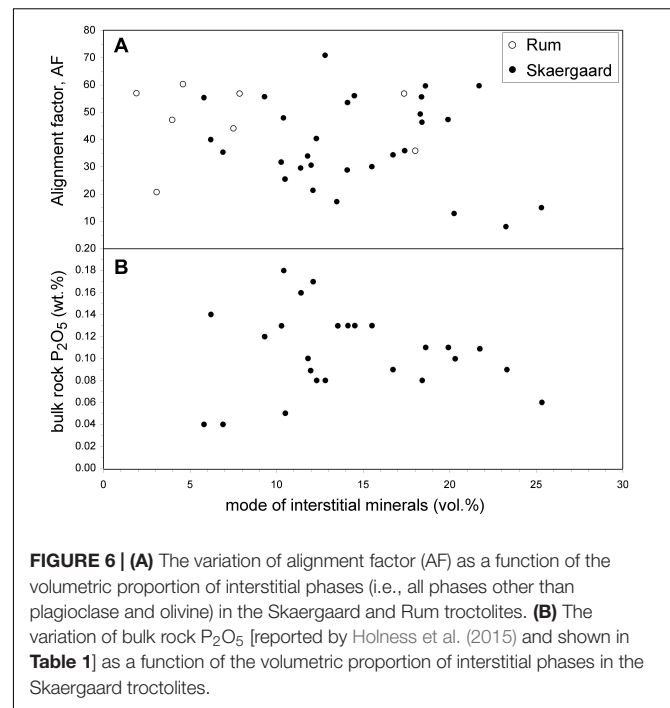 80
70
60
50
40
30
20
10
Alignment factor, AF
A
Rum
Skaergaard
0.20
0.18
0.16
0.14
0.12
0.10
0.08
0.06
0.04
0.02
0.00
bulk rock P₂O₅ (wt.%)
B
0 5 10 15 20 25 30
mode of interstitial minerals (vol.%)
FIGURE 6 | (A) The variation of alignment factor (AF) as a function of the
volumetric proportion of interstitial phases (i.e., all phases other than
plagioclase and olivine) in the Skaergaard and Rum troctolites. (B) The
variation of bulk rock P₂O₅ [reported by Holness et al. (2015) and shown in
Table 1] as a function of the volumetric proportion of interstitial phases in the
Skaergaard troctolites.